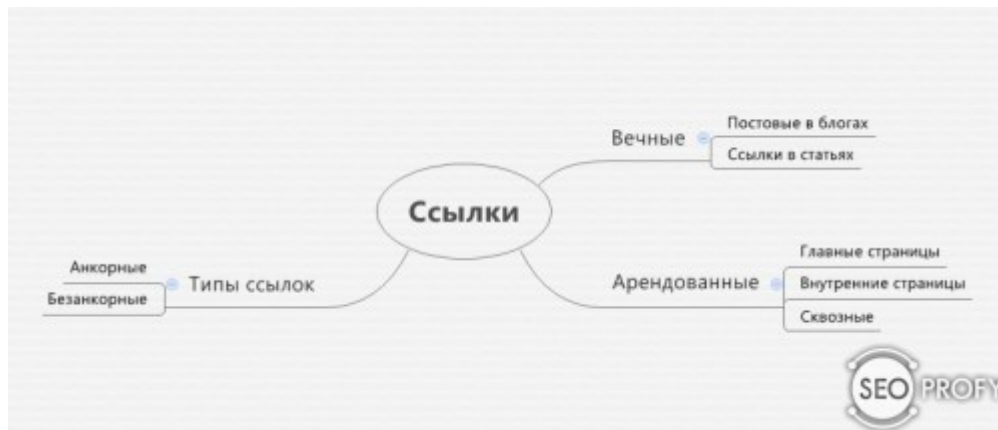 Ссылки
Вечные
Постовые в блогах
Ссылки в статьях
Арендованные
Главные страницы
Внутренние страницы
Сквозные
Типы ссылок
Анкорные
Безанкорные
SEO PROFY